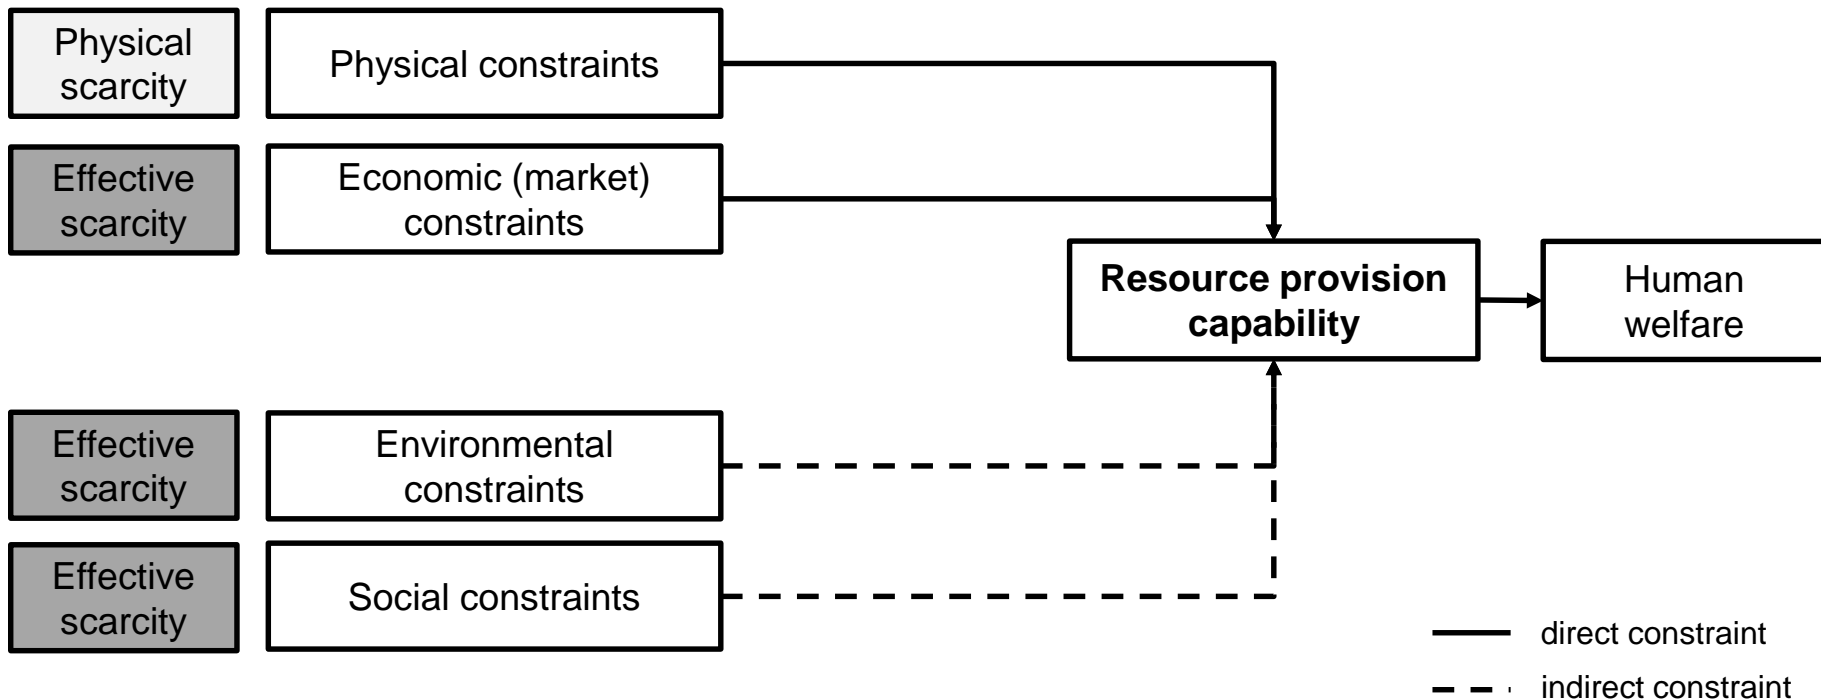 Physical
scarcity
Physical constraints
Effective
scarcity
Economic (market)
constraints
Resource provision
capability
Human
welfare
Effective
scarcity
Environmental
constraints
Effective
scarcity
Social constraints
direct constraint
indirect constraint